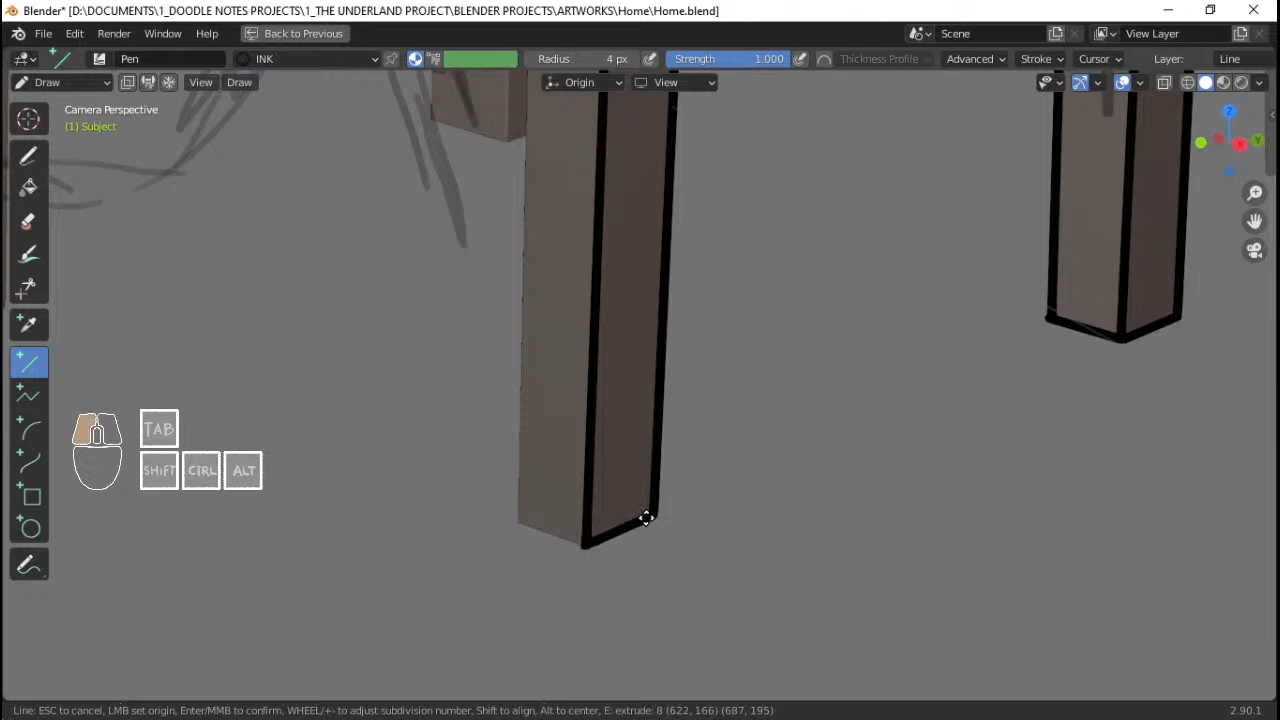 Blender* [D:\DOCUMENTS\1_DOODLE NOTES PROJECTS\1_THE UNDERLAND PROJECT\BLENDER PROJECTS\ARTWORKS\Home\Home.blend]
File Edit Render Window Help Back to Previous Scene View Layer
Pen INK Radius 4 px Strength 1.000 Thickness Profile Advanced Stroke Cursor Layer: Line
Draw View Draw Origin View
Camera Perspective
(1) Subject
Z
X
Y
TAB
SHIFT CTRL ALT
Line: ESC to cancel, LMB set origin, Enter/MMB to confirm, WHEEL/+- to adjust subdivision number, Shift to align, Alt to center, E: extrude: 8 (622, 166) (687, 195) 2.90.1